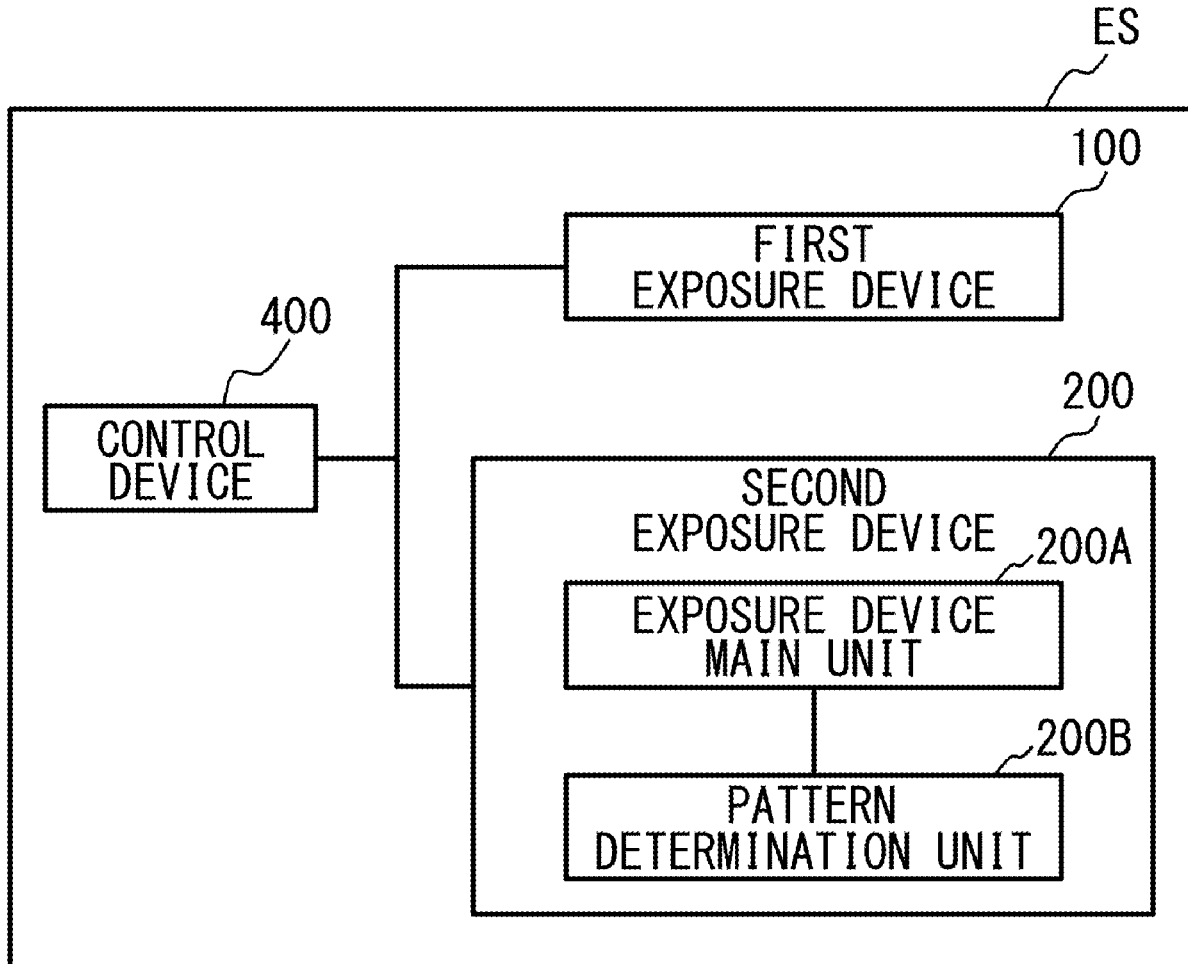 ES
100
FIRST
EXPOSURE DEVICE
400
CONTROL
DEVICE
200
SECOND
EXPOSURE DEVICE
200A
EXPOSURE DEVICE
MAIN UNIT
200B
PATTERN
DETERMINATION UNIT